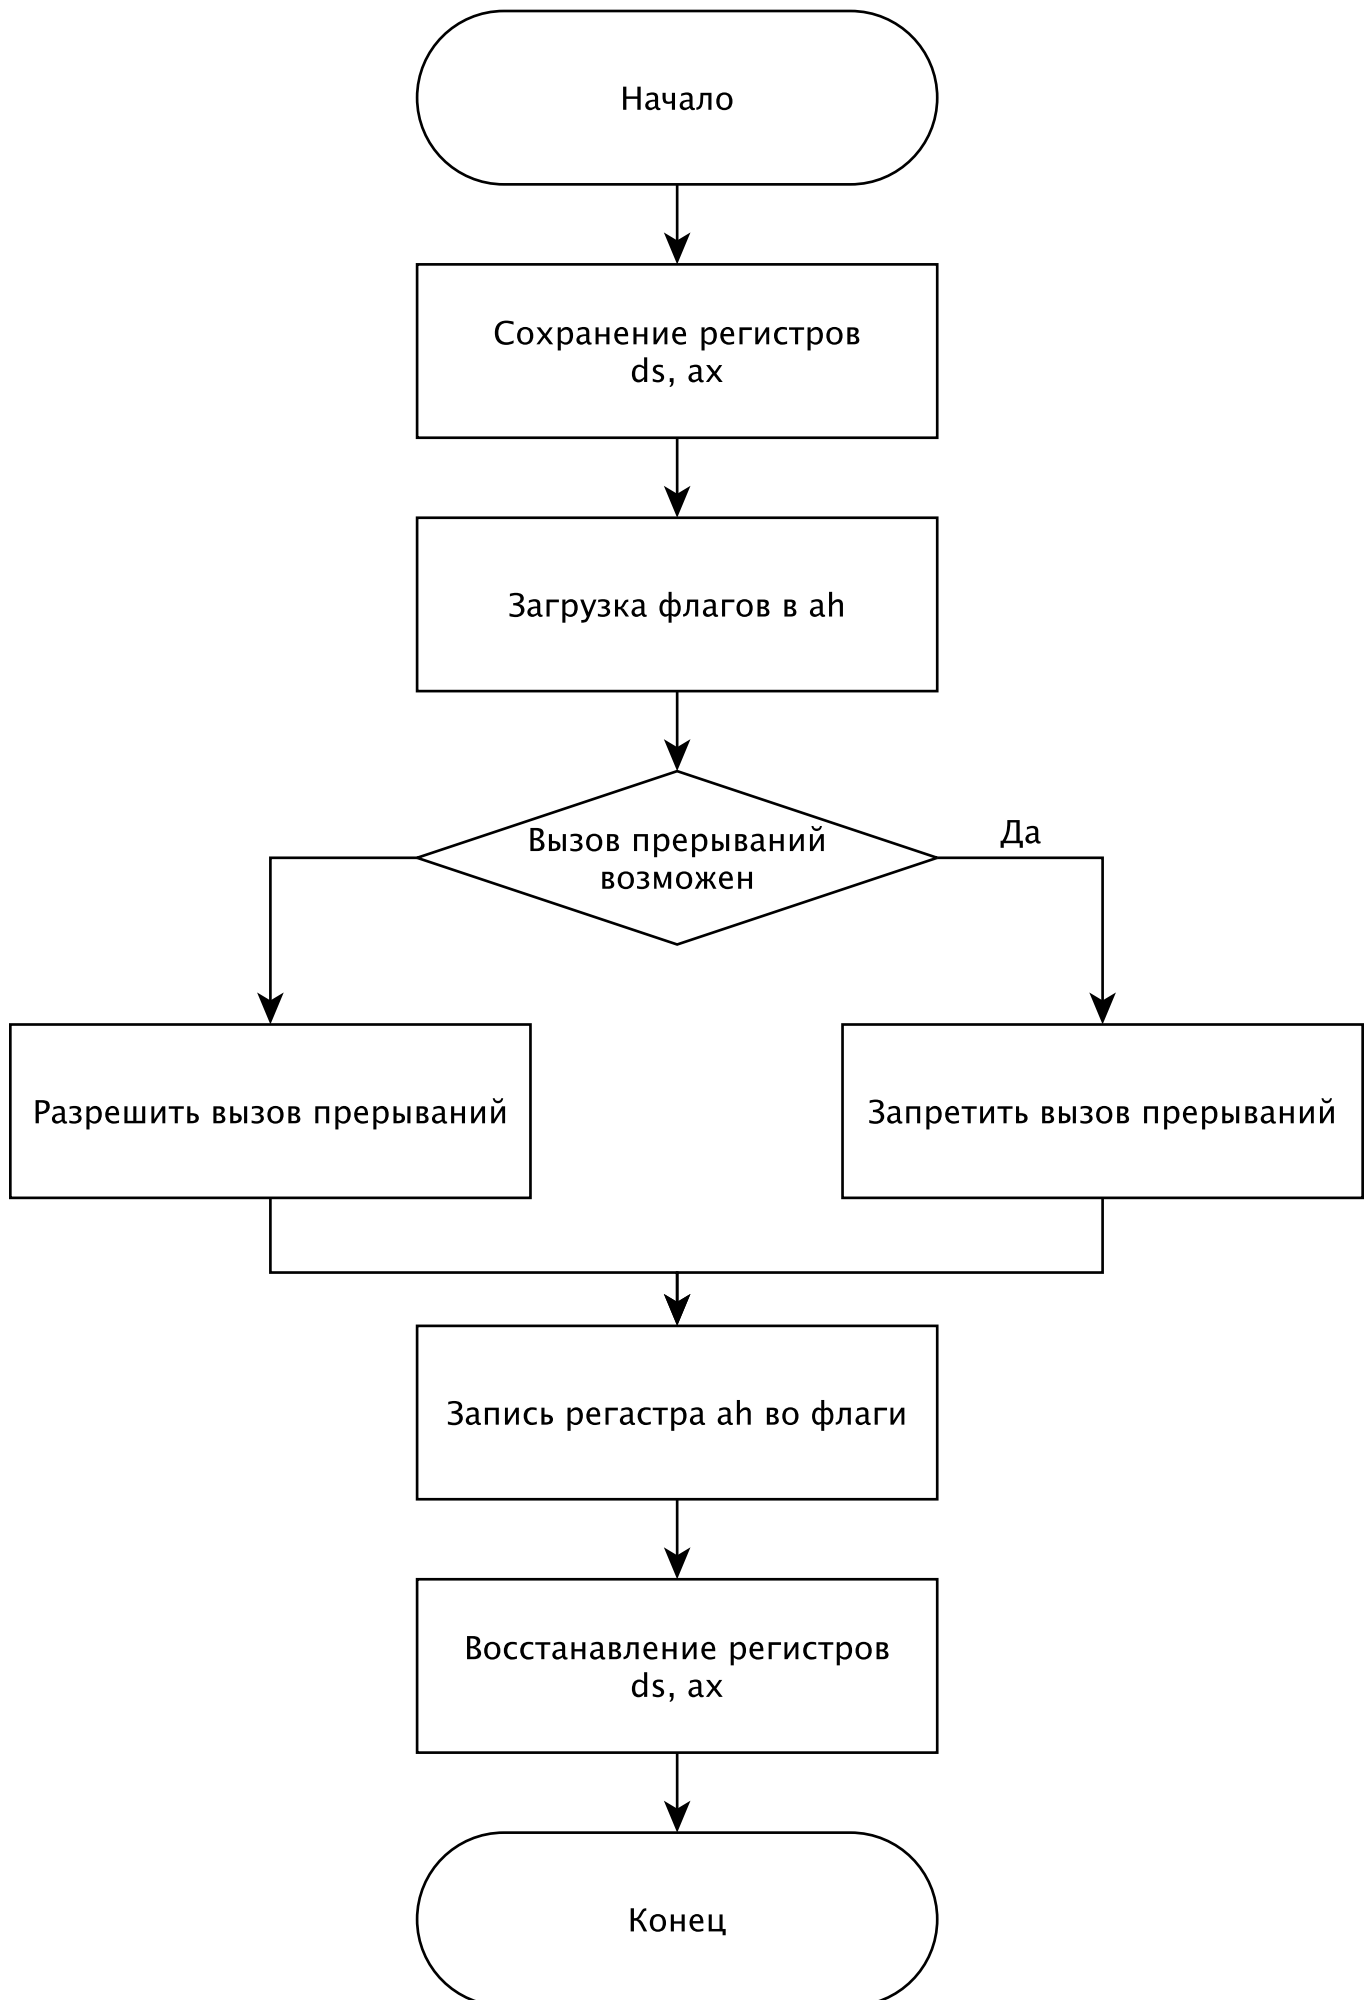 Начало
Сохранение регистров
ds, ax
Загрузка флагов в ah
Вызов прерываний
возможен
Да
Разрешить вызов прерываний
Запретить вызов прерываний
Запись регастра ah во флаги
Восстанавление регистров
ds, ax
Конец